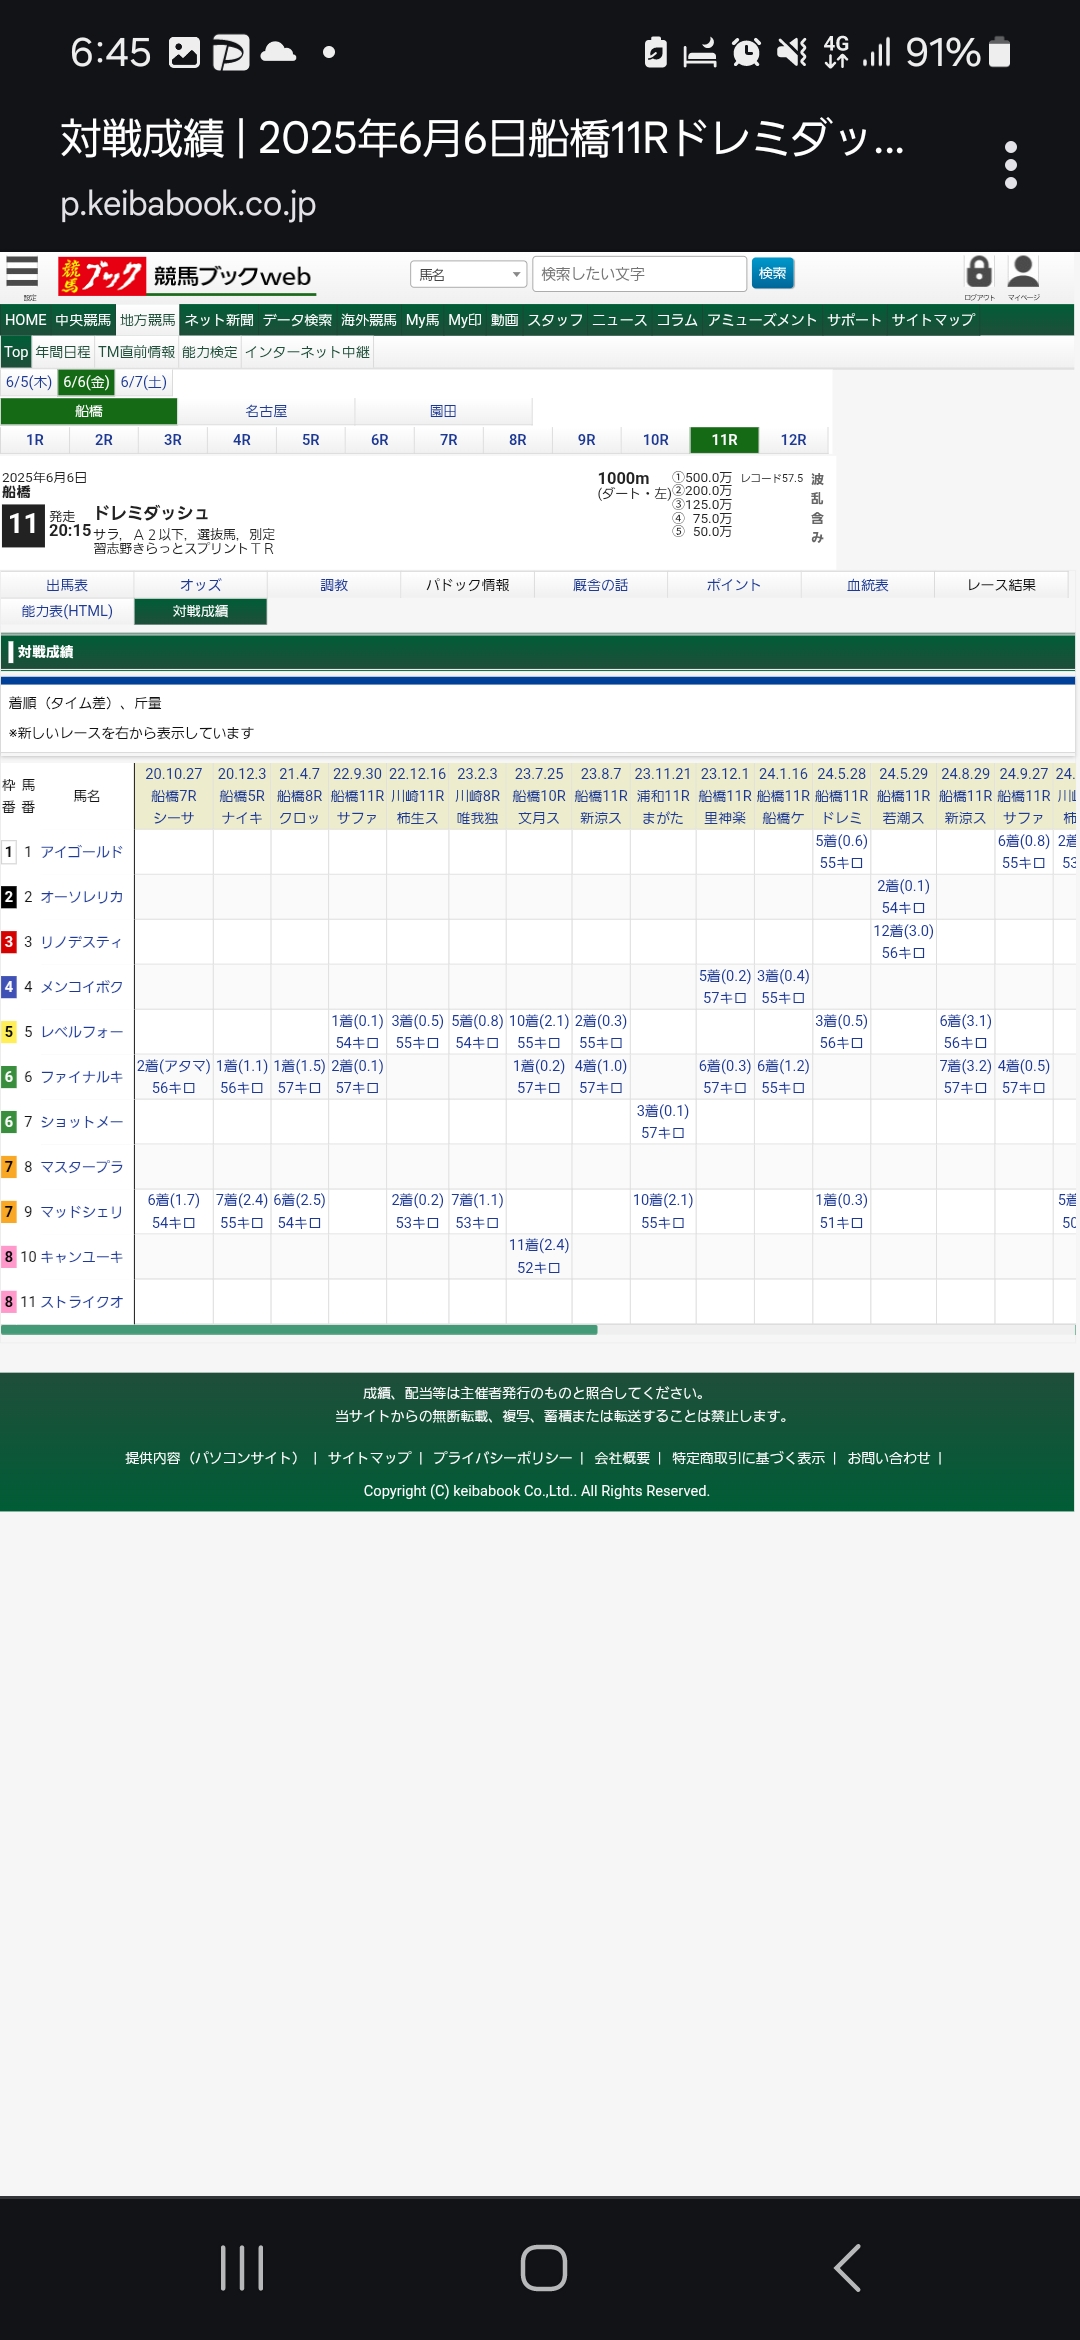 6:45 4G 91%
対戦成績 | 2025年6月6日船橋11Rドレミダッ...
p.keibabook.co.jp
設定 競馬ブック 競馬ブックweb 馬名 検索したい文字 検索 ログアウト マイページ
HOME 中央競馬 地方競馬 ネット新聞 データ検索 海外競馬 My馬 My印 動画 スタッフ ニュース コラム アミューズメント サポート サイトマップ
Top 年間日程 TM直前情報 能力検定 インターネット中継
6/5(木) 6/6(金) 6/7(土)
船橋 名古屋 園田
1R 2R 3R 4R 5R 6R 7R 8R 9R 10R 11R 12R
2025年6月6日
船橋
11 発走 20:15 ドレミダッシュ
サラ，Ａ２以下，選抜馬，別定
習志野きらっとスプリントＴＲ
1000m
(ダート・左)
①500.0万
②200.0万
③125.0万
④ 75.0万
⑤ 50.0万
レコード57.5
波乱含み
出馬表 オッズ 調教 パドック情報 厩舎の話 ポイント 血統表 レース結果
能力表(HTML) 対戦成績
対戦成績
着順（タイム差）、斤量
※新しいレースを右から表示しています
枠番 馬番 馬名
20.10.27 20.12.3 21.4.7 22.9.30 22.12.16 23.2.3 23.7.25 23.8.7 23.11.21 23.12.1 24.1.16 24.5.28 24.5.29 24.8.29 24.9.27 24.
船橋7R 船橋5R 船橋8R 船橋11R 川崎11R 川崎8R 船橋10R 船橋11R 浦和11R 船橋11R 船橋11R 船橋11R 船橋11R 船橋11R 船橋11R 川
シーサ ナイキ クロッ サファ 柿生ス 唯我独 文月ス 新涼ス まがた 里神楽 船橋ケ ドレミ 若潮ス 新涼ス サファ 柿
1 1 アイゴールド 5着(0.6) 6着(0.8) 2着
55キロ 55キロ 53
2 2 オーソレリカ 2着(0.1)
54キロ
3 3 リノデスティ 12着(3.0)
56キロ
4 4 メンコイボク 5着(0.2) 3着(0.4)
57キロ 55キロ
5 5 レベルフォー 1着(0.1) 3着(0.5) 5着(0.8) 10着(2.1) 2着(0.3) 3着(0.5) 6着(3.1)
54キロ 55キロ 54キロ 55キロ 55キロ 56キロ 56キロ
6 6 ファイナルキ 2着(アタマ) 1着(1.1) 1着(1.5) 2着(0.1) 1着(0.2) 4着(1.0) 6着(0.3) 6着(1.2) 7着(3.2) 4着(0.5)
56キロ 56キロ 57キロ 57キロ 57キロ 57キロ 57キロ 55キロ 57キロ 57キロ
6 7 ショットメー 3着(0.1)
57キロ
7 8 マスタープラ
7 9 マッドシェリ 6着(1.7) 7着(2.4) 6着(2.5) 2着(0.2) 7着(1.1) 10着(2.1) 1着(0.3) 5着
54キロ 55キロ 54キロ 53キロ 53キロ 55キロ 51キロ 50
8 10 キャンユーキ 11着(2.4)
52キロ
8 11 ストライクオ
成績、配当等は主催者発行のものと照合してください。
当サイトからの無断転載、複写、蓄積または転送することは禁止します。
提供内容（パソコンサイト） | サイトマップ | プライバシーポリシー | 会社概要 | 特定商取引に基づく表示 | お問い合わせ |
Copyright (C) keibabook Co.,Ltd.. All Rights Reserved.